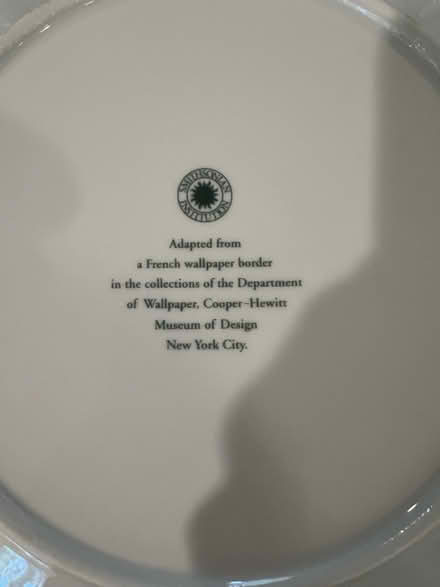 SMITHSONIAN
INSTITUTION
Adapted from
a French wallpaper border
in the collections of the Department
of Wallpaper, Cooper-Hewitt
Museum of Design
New York City.